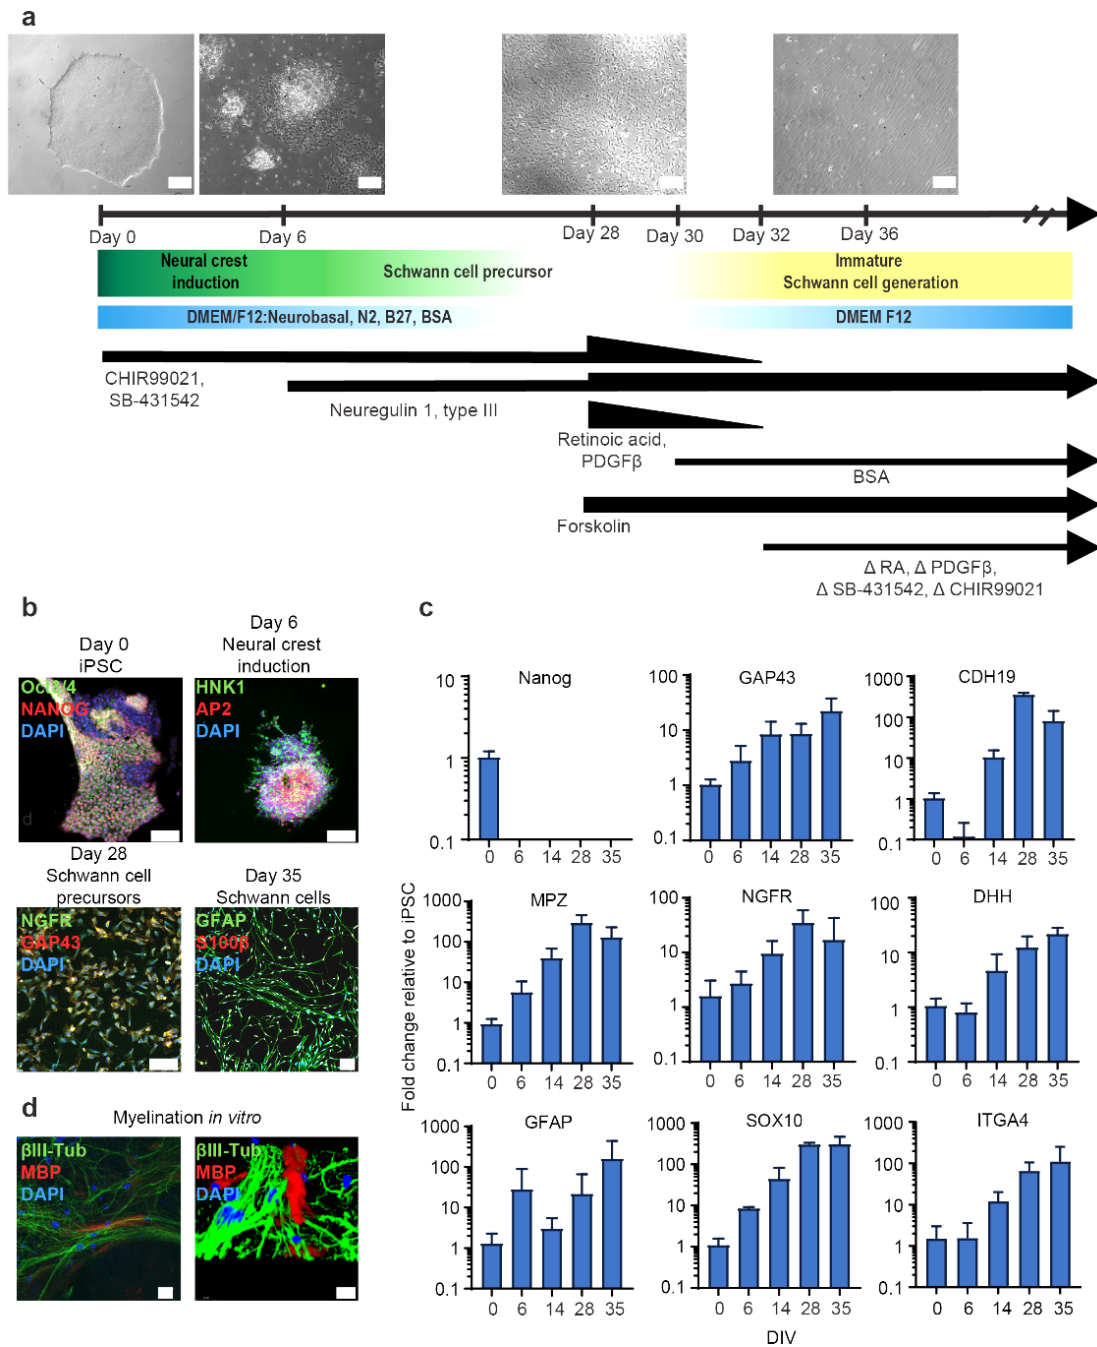 a
Day 0
Day 6
Day 28
Day 30
Day 32
Day 36
Neural crest
induction
Schwann cell precursor
Immature
Schwann cell generation
DMEM/F12:Neurobasal, N2, B27, BSA
DMEM F12
CHIR99021,
SB-431542
Neuregulin 1, type III
Retinoic acid,
PDGFβ
BSA
Forskolin
Δ RA, Δ PDGFβ,
Δ SB-431542, Δ CHIR99021
b
Day 0
iPSC
Oct3/4
NANOG
DAPI
d
Day 6
Neural crest
induction
HNK1
AP2
DAPI
Day 28
Schwann cell
precursors
NGFR
GAP43
DAPI
Day 35
Schwann cells
GFAP
S100β
DAPI
d
Myelination in vitro
βIII-Tub
MBP
DAPI
βIII-Tub
MBP
DAPI
c
Fold change relative to iPSC
Nanog
10
1
0.1
0 6 14 28 35
GAP43
100
10
1
0.1
0 6 14 28 35
CDH19
1000
100
10
1
0.1
0 6 14 28 35
MPZ
1000
100
10
1
0.1
0 6 14 28 35
NGFR
100
10
1
0.1
0 6 14 28 35
DHH
100
10
1
0.1
0 6 14 28 35
GFAP
1000
100
10
1
0.1
0 6 14 28 35
SOX10
1000
100
10
1
0.1
0 6 14 28 35
ITGA4
1000
100
10
1
0.1
0 6 14 28 35
DIV